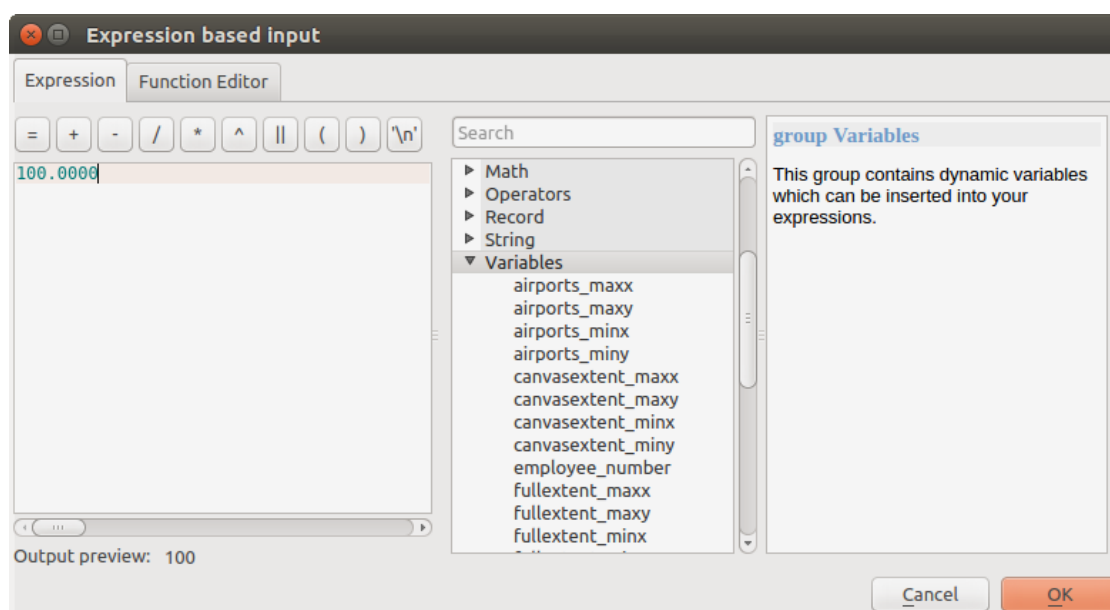 Expression based input
Expression
Function Editor
= + - / * ^ || ( ) '\n'
100.0000
Output preview: 100
Search
Math
Operators
Record
String
Variables
airports_maxx
airports_maxy
airports_minx
airports_miny
canvasextent_maxx
canvasextent_maxy
canvasextent_minx
canvasextent_miny
employee_number
fullextent_maxx
fullextent_maxy
fullextent_minx
group Variables
This group contains dynamic variables
which can be inserted into your
expressions.
Cancel
OK